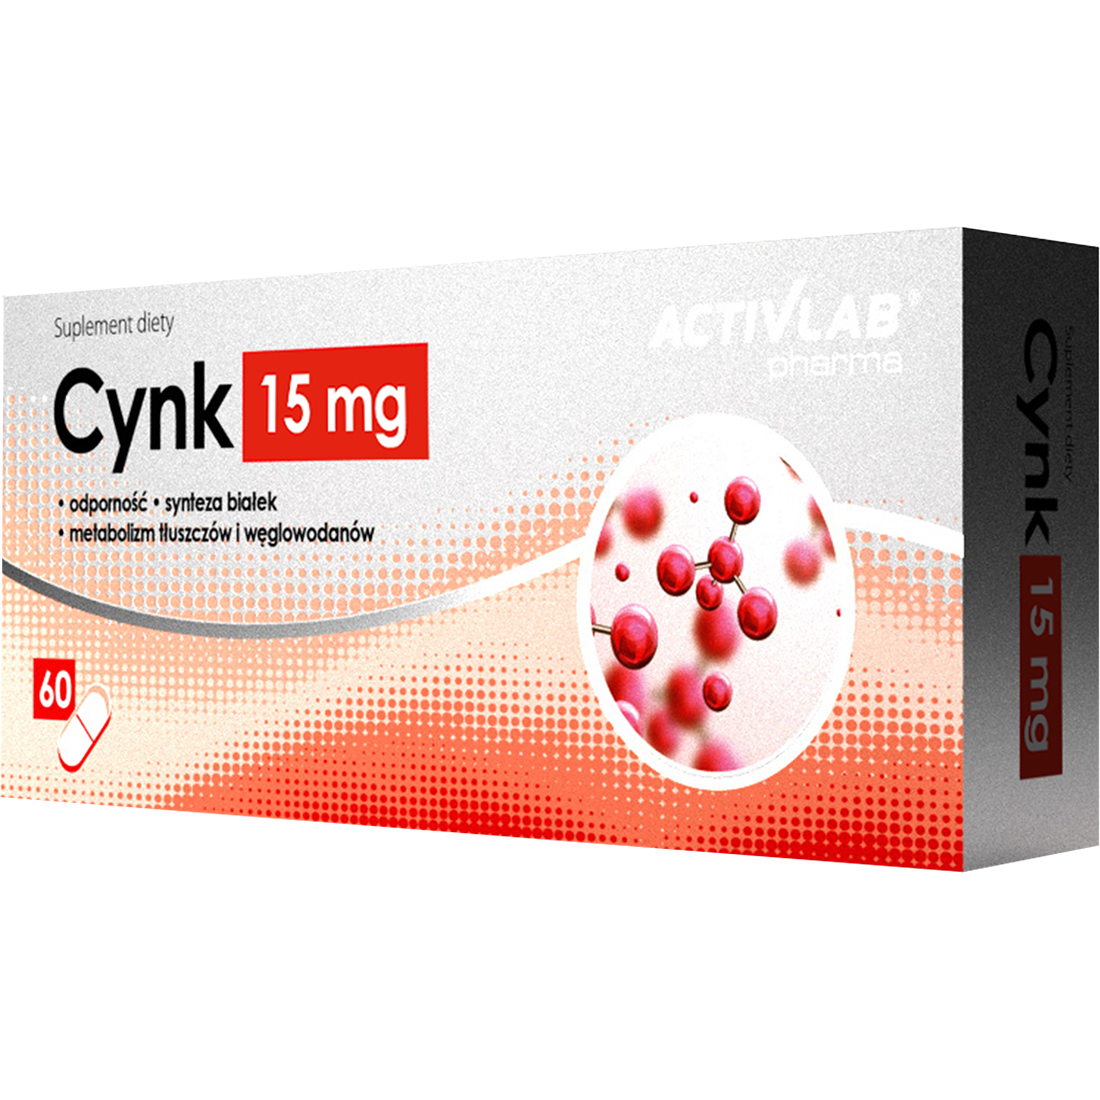 Suplement diety
Cynk 15 mg
• odporność • synteza białek
• metabolizm tłuszczów i węglowodanów
60
ACTIVLAB®
pharma
Suplement diety
Cynk 15 mg